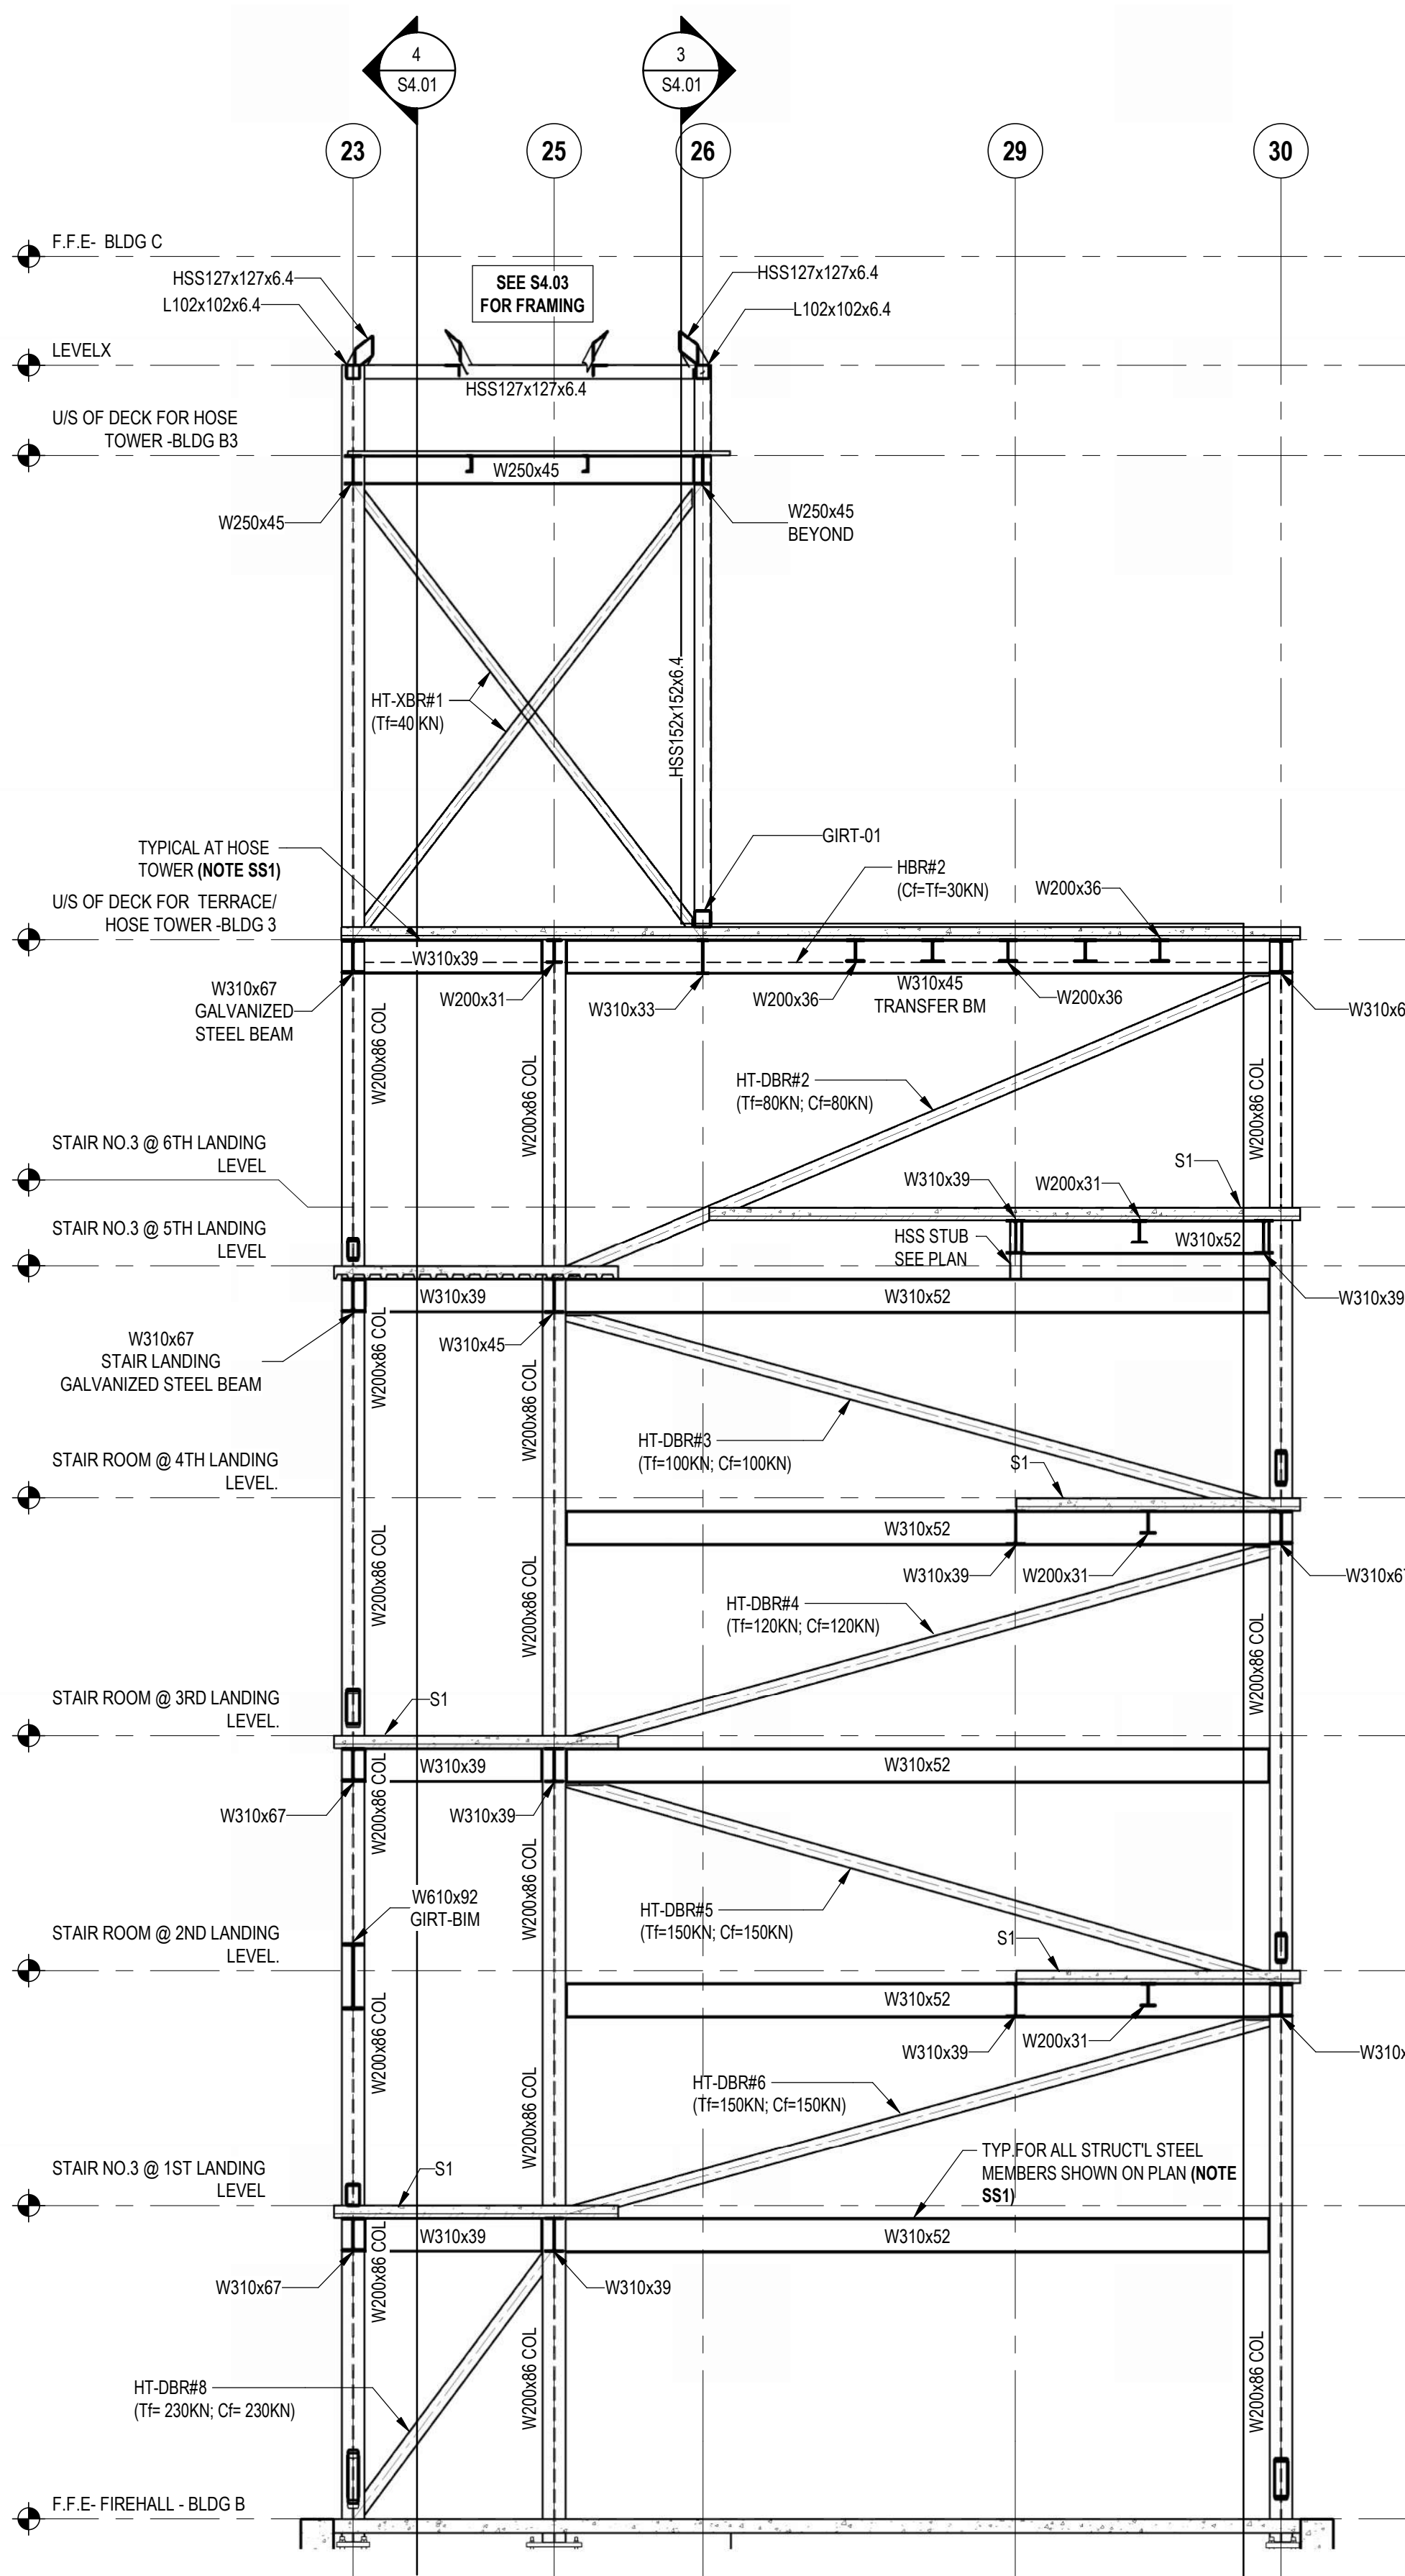 4
S4.01
3
S4.01
23
25
26
29
30
F.F.E- BLDG C
HSS127x127x6.4
L102x102x6.4
SEE S4.03
FOR FRAMING
HSS127x127x6.4
L102x102x6.4
LEVELX
HSS127x127x6.4
U/S OF DECK FOR HOSE
TOWER -BLDG B3
W250x45
W250x45
W250x45
BEYOND
HT-XBR#1
(Tf=40 KN)
HSS152x152x6.4
TYPICAL AT HOSE
TOWER (NOTE SS1)
GIRT-01
HBR#2
(Cf=Tf=30KN)
W200x36
U/S OF DECK FOR  TERRACE/
HOSE TOWER -BLDG 3
W310x39
W310x67
GALVANIZED
STEEL BEAM
W200x31
W310x33
W200x36
W310x45
TRANSFER BM
W200x36
W310x6
W200x86 COL
W200x86 COL
W200x86 COL
HT-DBR#2
(Tf=80KN; Cf=80KN)
STAIR NO.3 @ 6TH LANDING
LEVEL
W310x39
W200x31
S1
STAIR NO.3 @ 5TH LANDING
LEVEL
HSS STUB
SEE PLAN
W310x52
W310x39
W310x39
W310x52
W310x67
STAIR LANDING
GALVANIZED STEEL BEAM
W310x45
W200x86 COL
W200x86 COL
HT-DBR#3
(Tf=100KN; Cf=100KN)
STAIR ROOM @ 4TH LANDING
LEVEL.
S1
W310x52
W310x39
W200x31
W310x67
W200x86 COL
W200x86 COL
HT-DBR#4
(Tf=120KN; Cf=120KN)
W200x86 COL
STAIR ROOM @ 3RD LANDING
LEVEL.
S1
W310x39
W310x52
W310x67
W310x39
W200x86 COL
W200x86 COL
W610x92
GIRT-BIM
HT-DBR#5
(Tf=150KN; Cf=150KN)
STAIR ROOM @ 2ND LANDING
LEVEL.
S1
W310x52
W310x39
W200x31
W310x
W200x86 COL
W200x86 COL
HT-DBR#6
(Tf=150KN; Cf=150KN)
TYP.FOR ALL STRUCT'L STEEL
MEMBERS SHOWN ON PLAN (NOTE
SS1)
STAIR NO.3 @ 1ST LANDING
LEVEL
S1
W310x39
W310x52
W310x67
W310x39
W200x86 COL
W200x86 COL
W200x86 COL
HT-DBR#8
(Tf= 230KN; Cf= 230KN)
F.F.E- FIREHALL - BLDG B